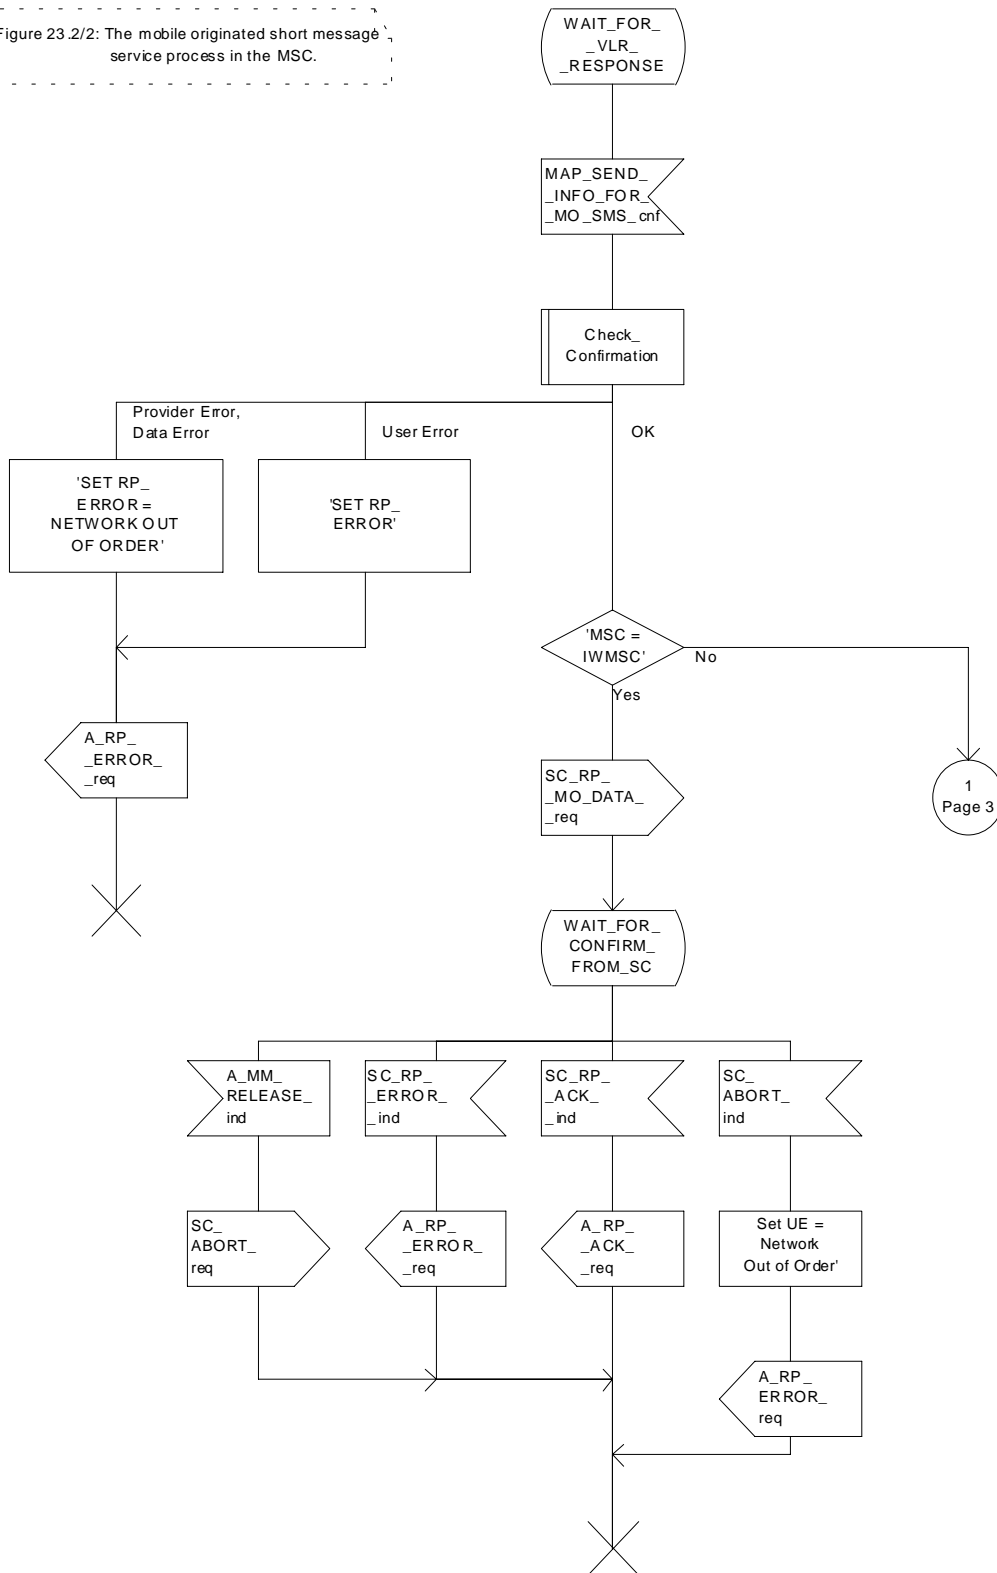 Figure 23.2/2: The mobile originated short message
service process in the MSC.
WAIT_FOR_
_VLR_
_RESPONSE
MAP_SEND_
_INFO_FOR_
_MO_SMS_cnf
Check_
Confirmation
Provider Error,
Data Error
User Error
OK
'SET RP_
ERROR =
NETWORK OUT
OF ORDER'
'SET RP_
ERROR'
'MSC =
IWMSC'
No
Yes
A_RP_
_ERROR_
_req
SC_RP_
_MO_DATA_
_req
1
Page 3
WAIT_FOR_
CONFIRM_
FROM_SC
A_MM_
RELEASE_
ind
SC_RP_
_ERROR_
_ind
SC_RP_
_ACK_
_ind
SC_
ABORT_
ind
SC_
ABORT_
req
A_RP_
_ERROR_
_req
A_RP_
_ACK_
_req
Set UE =
Network
Out of Order'
A_RP_
ERROR_
req